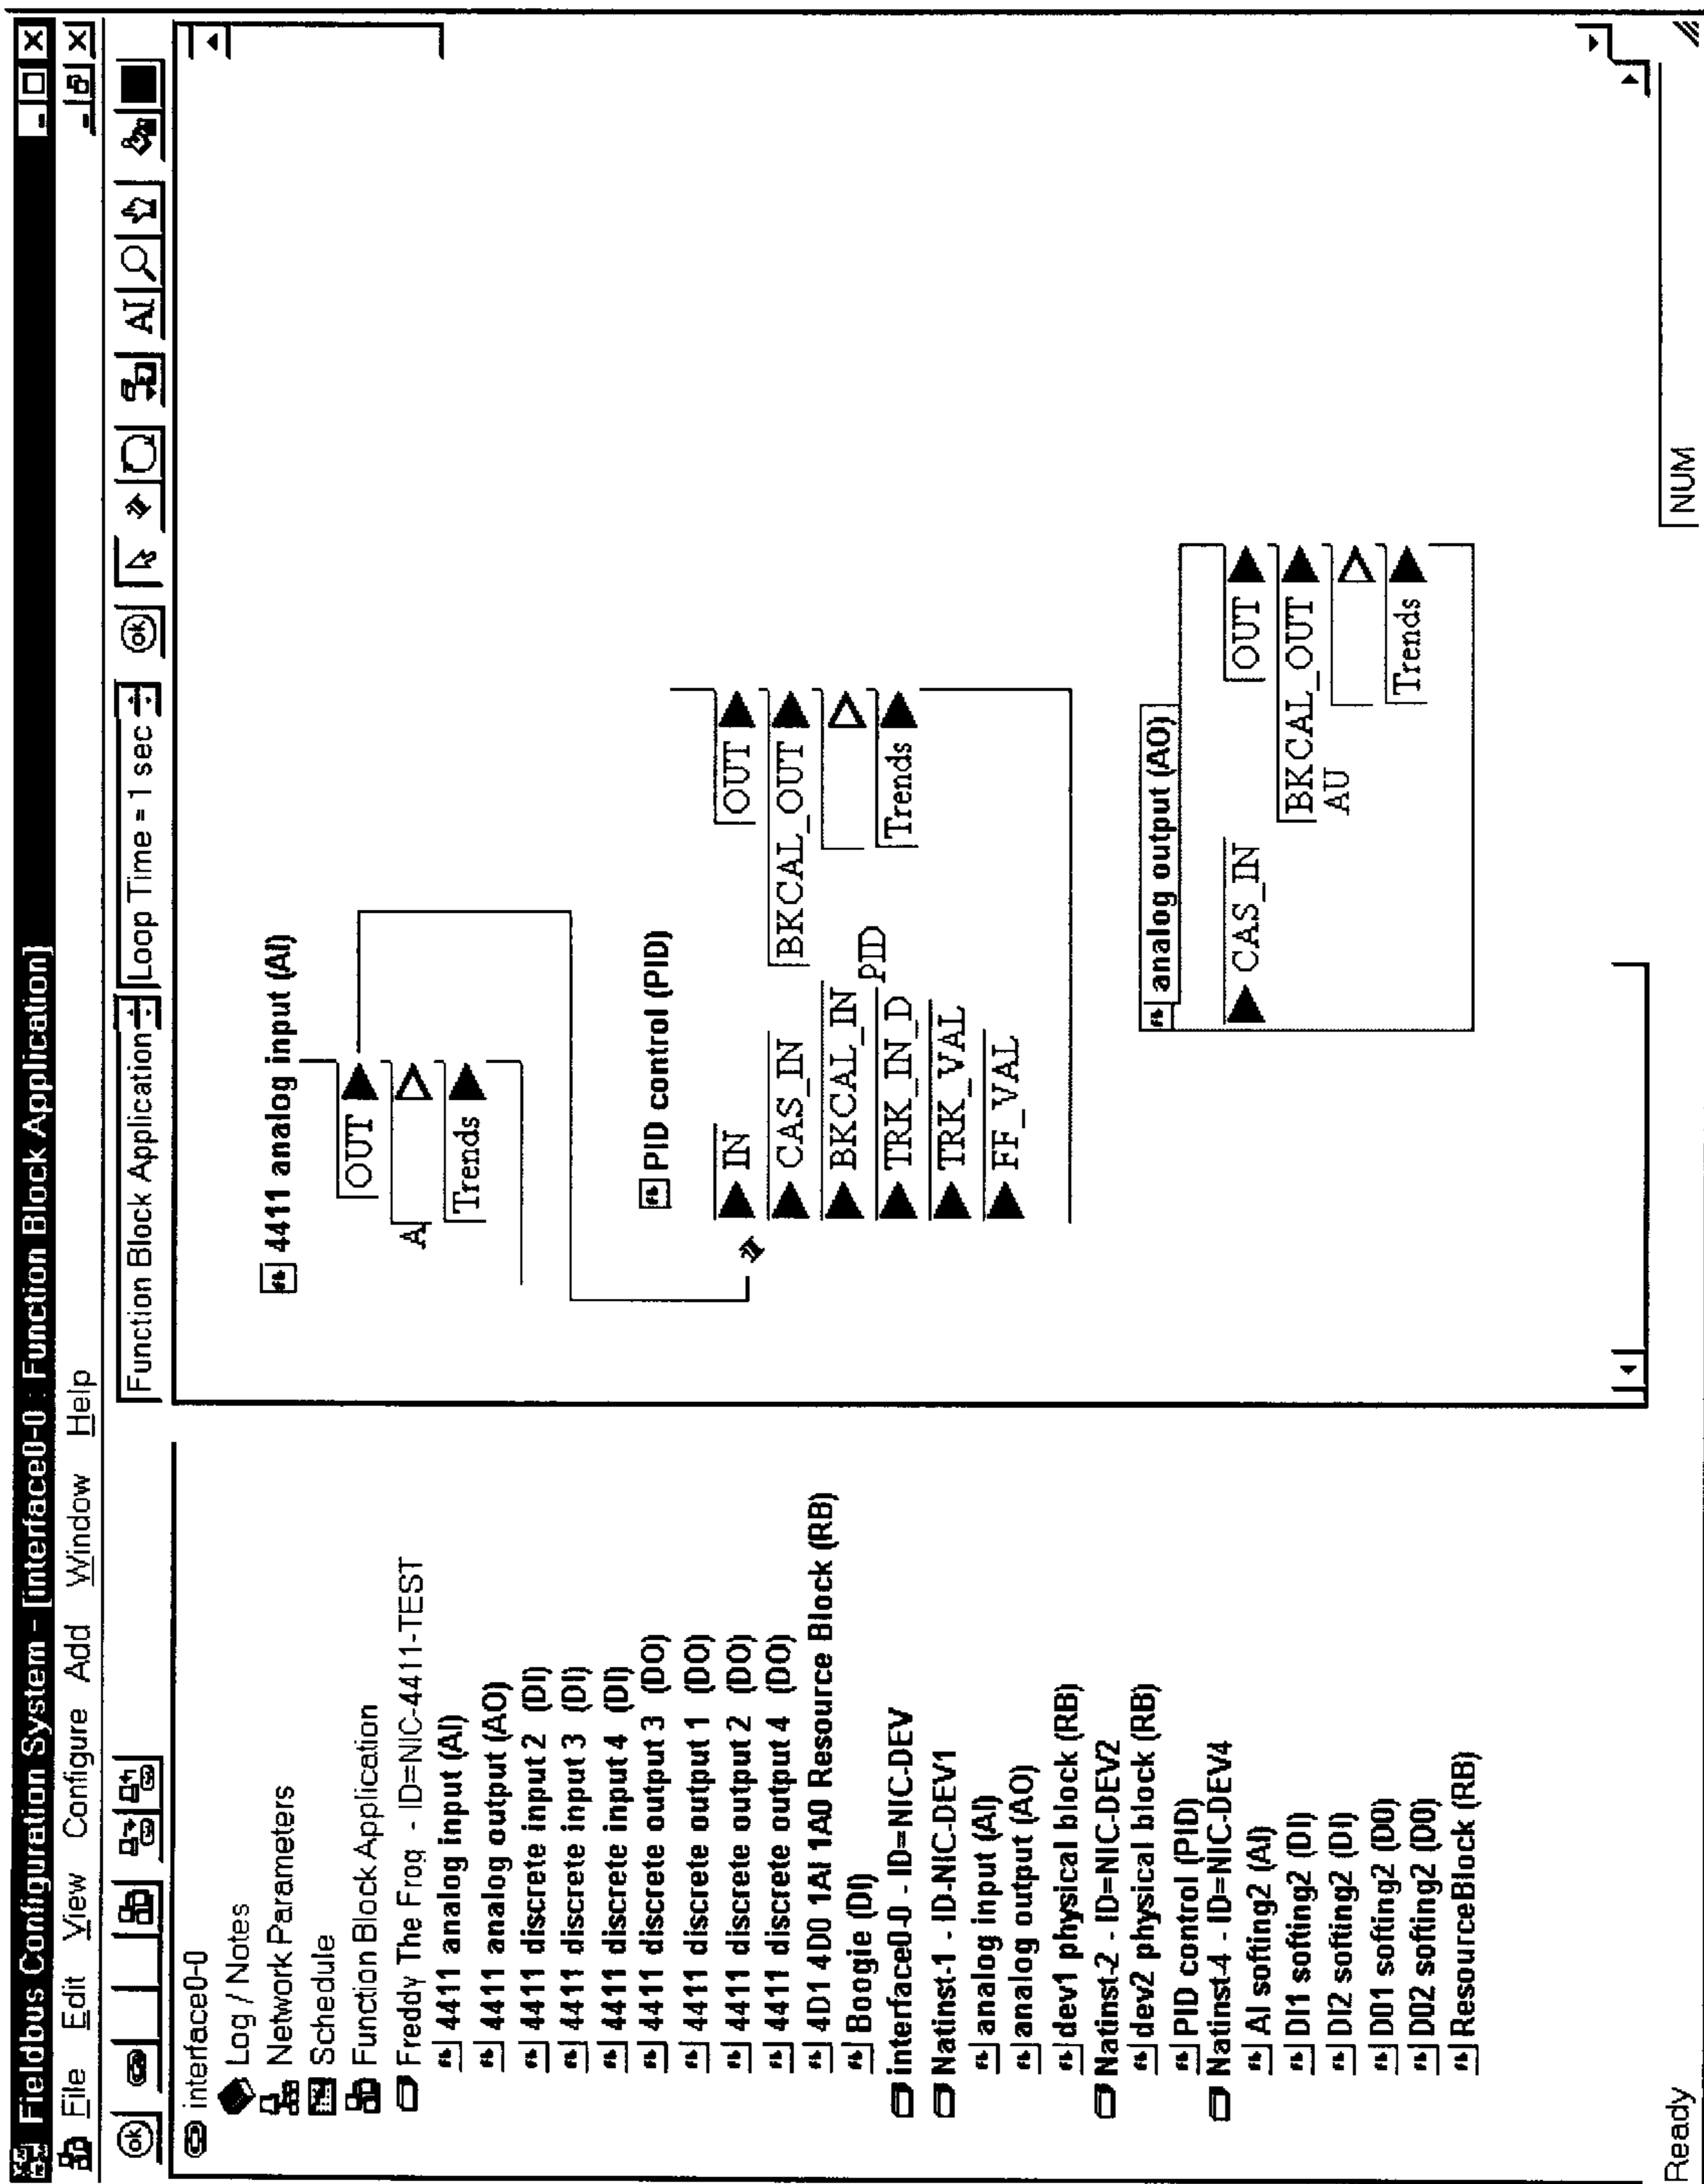 Fieldbus Configuration System - [interface0-0 : Function Block Application]
File Edit View Configure Add Window Help
Function Block Application Loop Time = 1 sec ok AI
ok
interface0-0
Log / Notes
Network Parameters
Schedule
Function Block Application
Freddy The Frog - ID=NIC-4411-TEST
4411 analog input (AI)
4411 analog output (AO)
4411 discrete input 2 (DI)
4411 discrete input 3 (DI)
4411 discrete input 4 (DI)
4411 discrete output 3 (DO)
4411 discrete output 1 (DO)
4411 discrete output 2 (DO)
4411 discrete output 4 (DO)
4D1 4D0 1AI 1A0 Resource Block (RB)
Boogie (DI)
interface0-0 - ID=NIC-DEV
Natinst-1 - ID-NIC-DEV1
analog input (AI)
analog output (AO)
dev1 physical block (RB)
Natinst-2 - ID=NIC-DEV2
dev2 physical block (RB)
PID control (PID)
Natinst-4 - ID=NIC-DEV4
AI softing2 (AI)
DI1 softing2 (DI)
DI2 softing2 (DI)
D01 softing2 (D0)
D02 softing2 (D0)
ResourceBlock (RB)
4411 analog input (AI)
OUT
A
Trends
PID control (PID)
IN OUT
CAS_IN BKCAL_OUT
BKCAL_IN
PID
TRK_IN_D Trends
TRK_VAL
FF_VAL
analog output (AO)
CAS_IN OUT
BKCAL_OUT
AU
Trends
Ready NUM